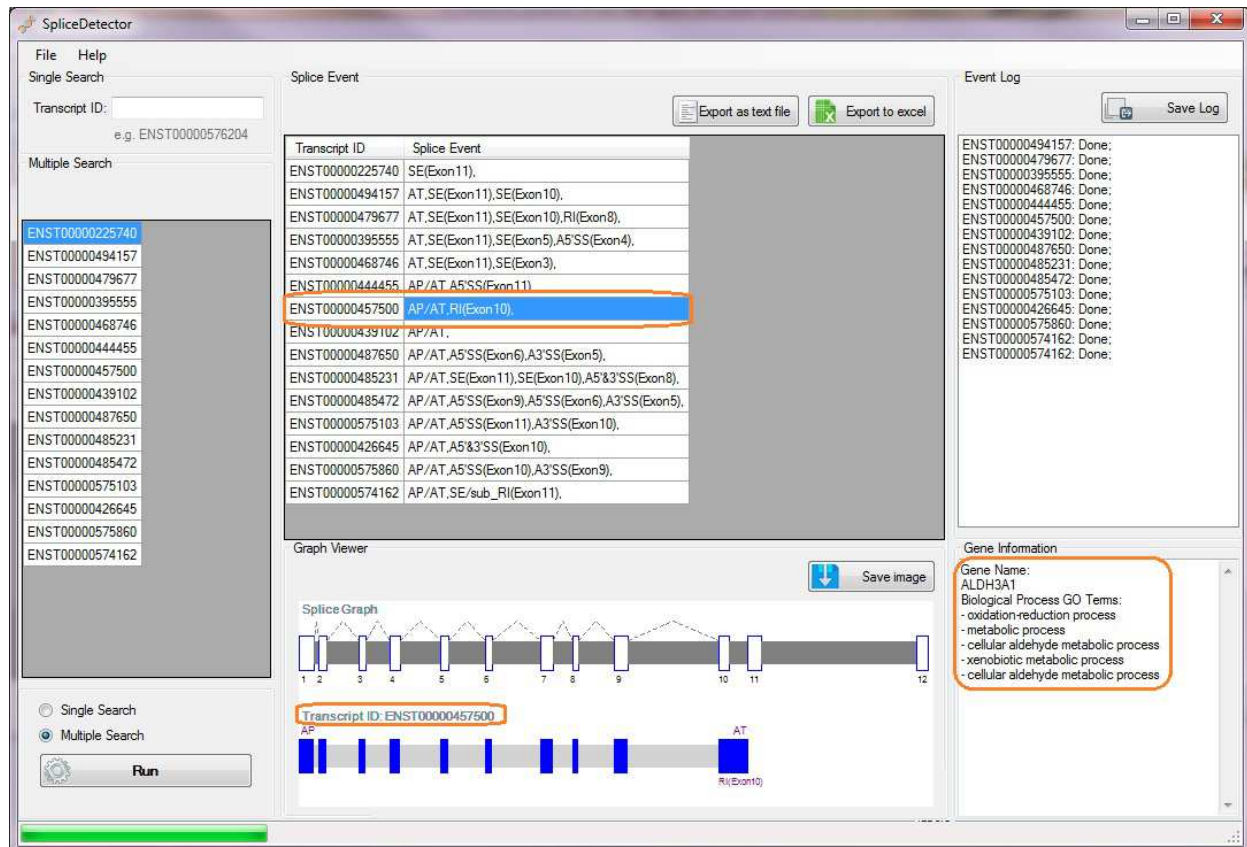 SpliceDetector
File Help
Single Search
Transcript ID:
e.g. ENST00000576204
Multiple Search
ENST00000225740
ENST00000494157
ENST00000479677
ENST00000395555
ENST00000468746
ENST00000444455
ENST00000457500
ENST00000439102
ENST00000487650
ENST00000485231
ENST00000485472
ENST00000575103
ENST00000426645
ENST00000575860
ENST00000574162
Single Search
Multiple Search
Run
Splice Event
Export as text file Export to excel
Transcript ID Splice Event
ENST00000225740 SE(Exon11),
ENST00000494157 AT,SE(Exon11),SE(Exon10),
ENST00000479677 AT,SE(Exon11),SE(Exon10),RI(Exon8),
ENST00000395555 AT,SE(Exon11),SE(Exon5),A5'SS(Exon4),
ENST00000468746 AT,SE(Exon11),SE(Exon3),
ENST00000444455 AP/AT,A5'SS(Exon11)
ENST00000457500 AP/AT,RI(Exon10),
ENST00000439102 AP/AT,
ENST00000487650 AP/AT,A5'SS(Exon6),A3'SS(Exon5),
ENST00000485231 AP/AT,SE(Exon11),SE(Exon10),A5'&3'SS(Exon8),
ENST00000485472 AP/AT,A5'SS(Exon9),A5'SS(Exon6),A3'SS(Exon5),
ENST00000575103 AP/AT,A5'SS(Exon11),A3'SS(Exon10),
ENST00000426645 AP/AT,A5'&3'SS(Exon10),
ENST00000575860 AP/AT,A5'SS(Exon10),A3'SS(Exon9),
ENST00000574162 AP/AT,SE/sub_RI(Exon11),
Graph Viewer
Save image
Splice Graph
1 2 3 4 5 6 7 8 9 10 11 12
Transcript ID: ENST00000457500
AP AT
RI(Exon10)
Event Log
Save Log
ENST00000494157: Done;
ENST00000479677: Done;
ENST00000395555: Done;
ENST00000468746: Done;
ENST00000444455: Done;
ENST00000457500: Done;
ENST00000439102: Done;
ENST00000487650: Done;
ENST00000485231: Done;
ENST00000485472: Done;
ENST00000575103: Done;
ENST00000426645: Done;
ENST00000575860: Done;
ENST00000574162: Done;
ENST00000574162: Done;
Gene Information
Gene Name:
ALDH3A1
Biological Process GO Terms:
- oxidation-reduction process
- metabolic process
- cellular aldehyde metabolic process
- xenobiotic metabolic process
- cellular aldehyde metabolic process